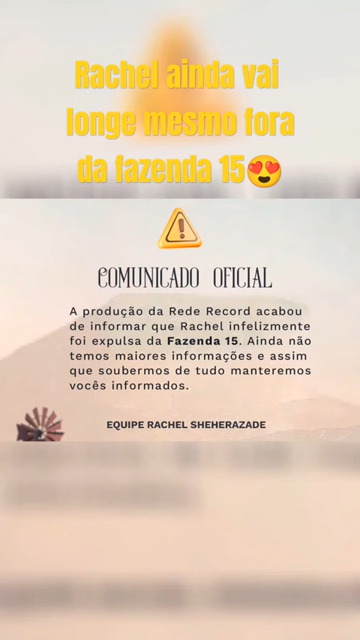 Rachel ainda vai
longe mesmo fora
da fazenda 15😍
COMUNICADO OFICIAL
A produção da Rede Record acabou
de informar que Rachel infelizmente
foi expulsa da Fazenda 15. Ainda não
temos maiores informações e assim
que soubermos de tudo manteremos
vocês informados.
EQUIPE RACHEL SHEHERAZADE